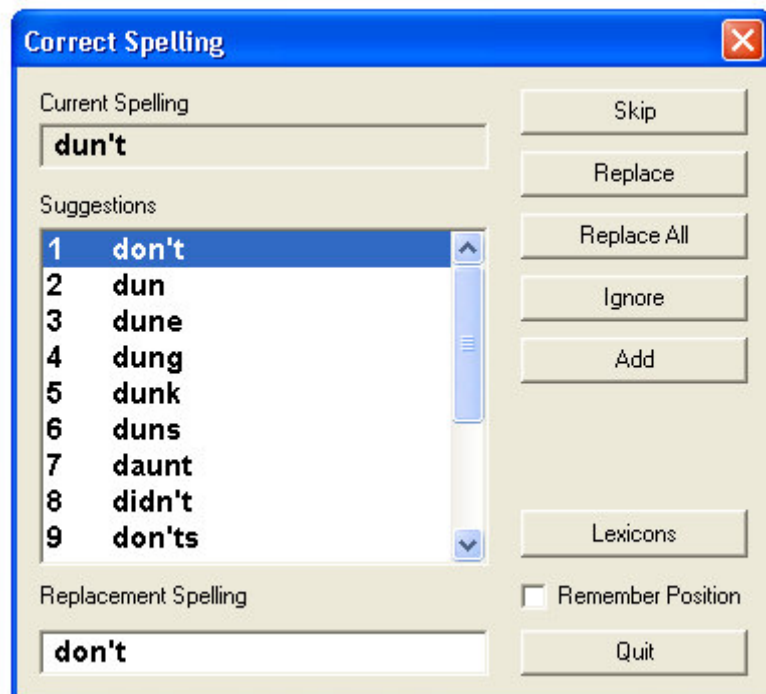 Correct Spelling
Current Spelling
dun't
Suggestions
1 don't
2 dun
3 dune
4 dung
5 dunk
6 duns
7 daunt
8 didn't
9 don'ts
Replacement Spelling
don't
Skip
Replace
Replace All
Ignore
Add
Lexicons
Remember Position
Quit